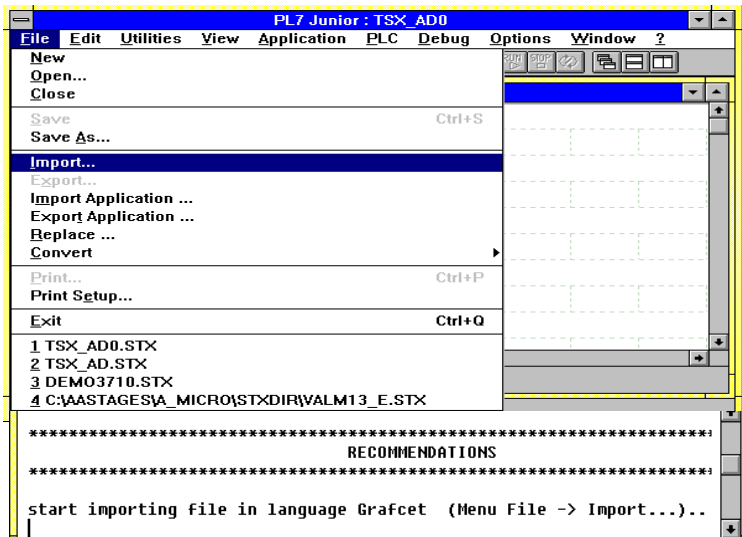 PL7 Junior : TSX_AD0
File Edit Utilities View Application PLC Debug Options Window ?
RUN STOP
New
Open...
Close
Save Ctrl+S
Save As...
Import...
Export...
Import Application ...
Export Application ...
Replace ...
Convert
Print... Ctrl+P
Print Setup...
Exit Ctrl+Q
1 TSX_AD0.STX
2 TSX_AD.STX
3 DEMO3710.STX
4 C:\AASTAGES\A_MICRO\STXDIR\VALM13_E.STX
************************************************************************
RECOMMENDATIONS
************************************************************************
start importing file in language Grafcet (Menu File -> Import...)..